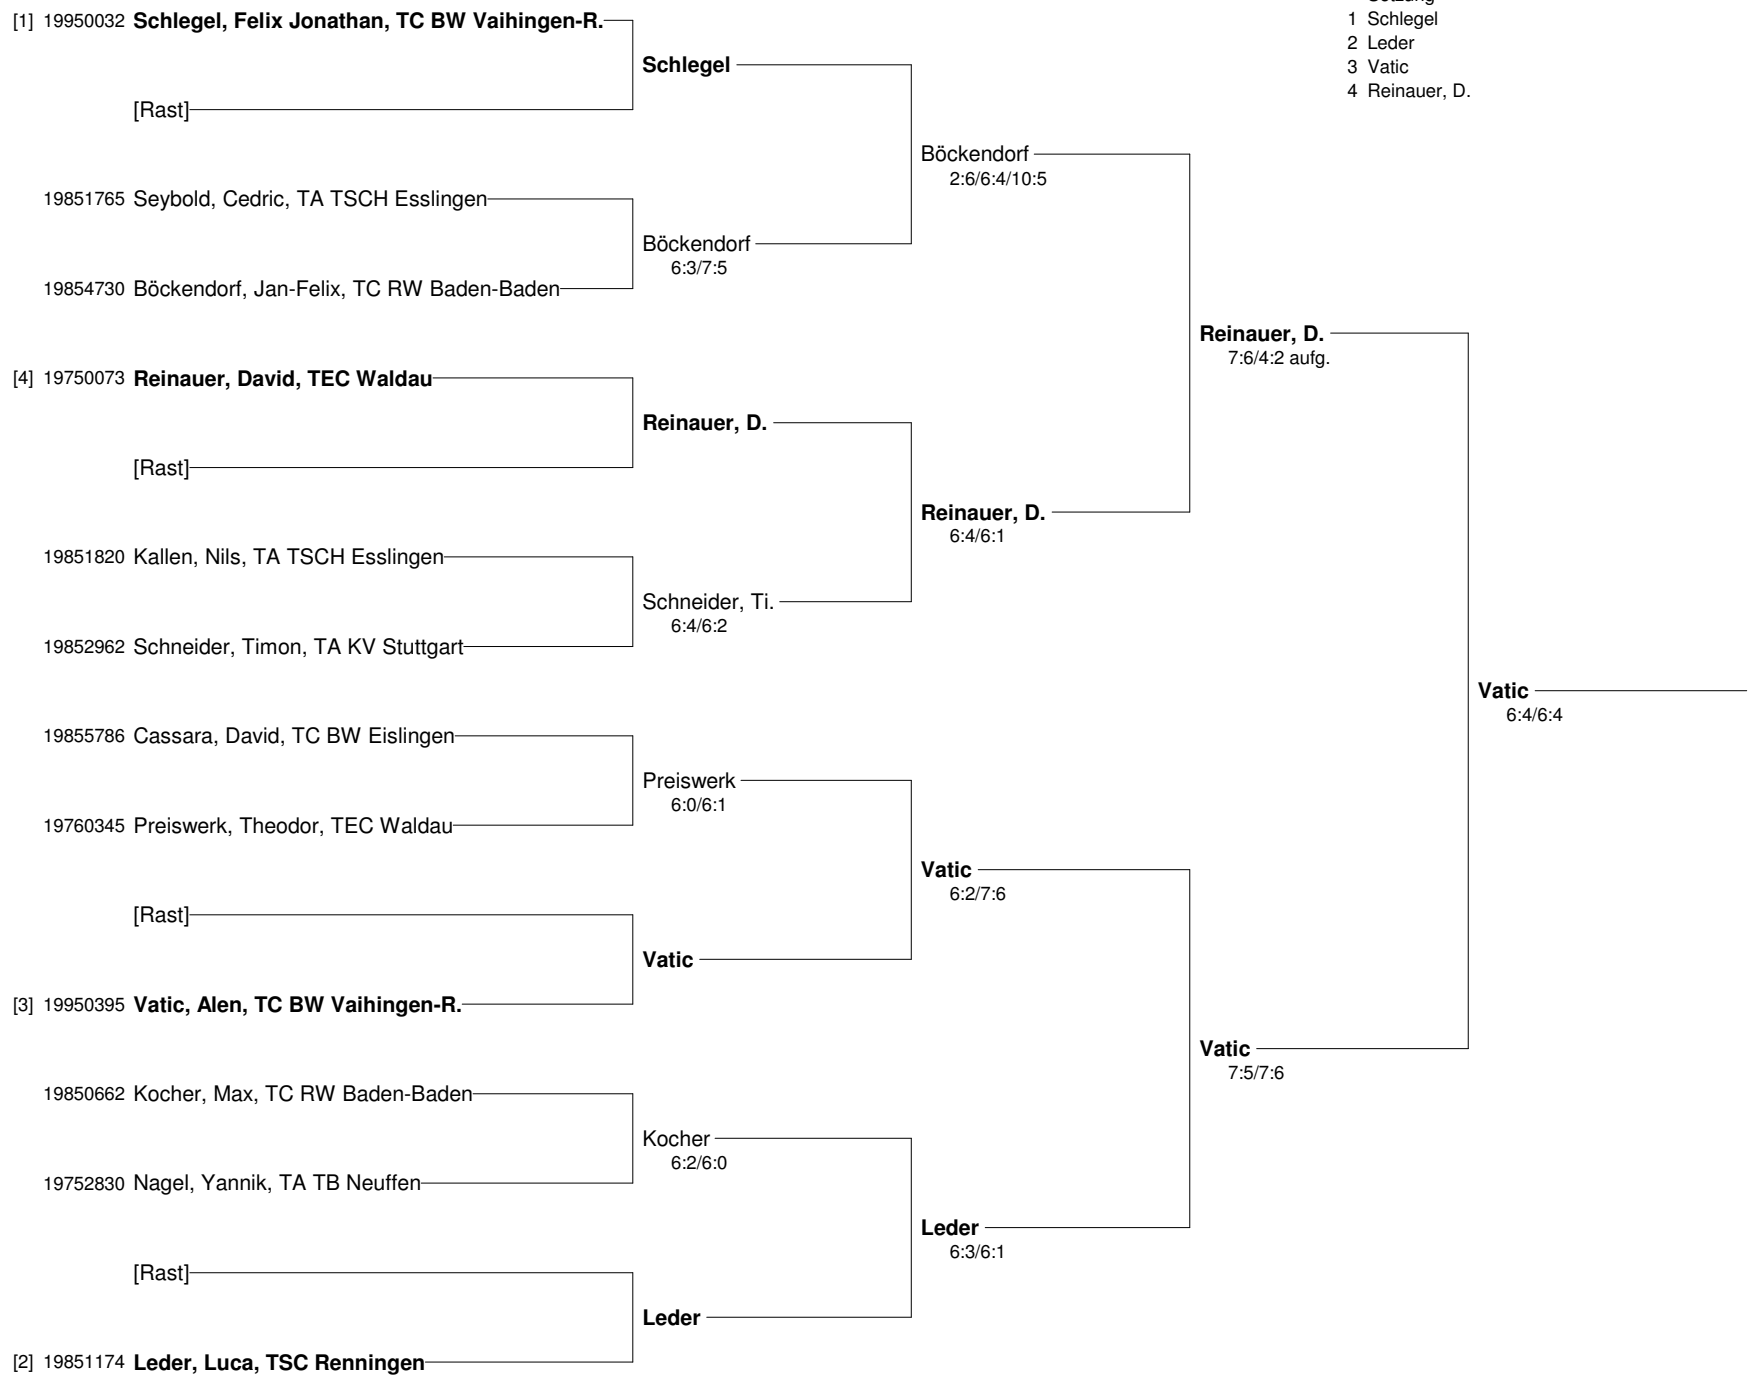 Setzung
1 Schlegel
2 Leder
3 Vatic
4 Reinauer, D.
[1] 19950032 Schlegel, Felix Jonathan, TC BW Vaihingen-R.
Schlegel
[Rast]
Böckendorf
2:6/6:4/10:5
19851765 Seybold, Cedric, TA TSCH Esslingen
Böckendorf
6:3/7:5
19854730 Böckendorf, Jan-Felix, TC RW Baden-Baden
Reinauer, D.
7:6/4:2 aufg.
[4] 19750073 Reinauer, David, TEC Waldau
Reinauer, D.
[Rast]
Reinauer, D.
6:4/6:1
19851820 Kallen, Nils, TA TSCH Esslingen
Schneider, Ti.
6:4/6:2
19852962 Schneider, Timon, TA KV Stuttgart
Vatic
6:4/6:4
19855786 Cassara, David, TC BW Eislingen
Preiswerk
6:0/6:1
19760345 Preiswerk, Theodor, TEC Waldau
Vatic
6:2/7:6
[Rast]
Vatic
[3] 19950395 Vatic, Alen, TC BW Vaihingen-R.
Vatic
7:5/7:6
19850662 Kocher, Max, TC RW Baden-Baden
Kocher
6:2/6:0
19752830 Nagel, Yannik, TA TB Neuffen
Leder
6:3/6:1
[Rast]
Leder
[2] 19851174 Leder, Luca, TSC Renningen